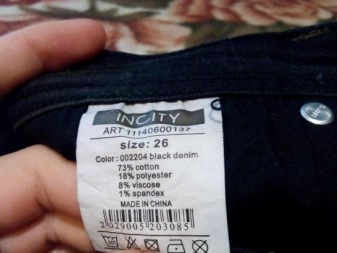 INCITY
ART 11140600137
size: 26
Color: 002204 black denim
73% cotton
18% polyester
8% viscose
1% spandex
MADE IN CHINA
2029005203085